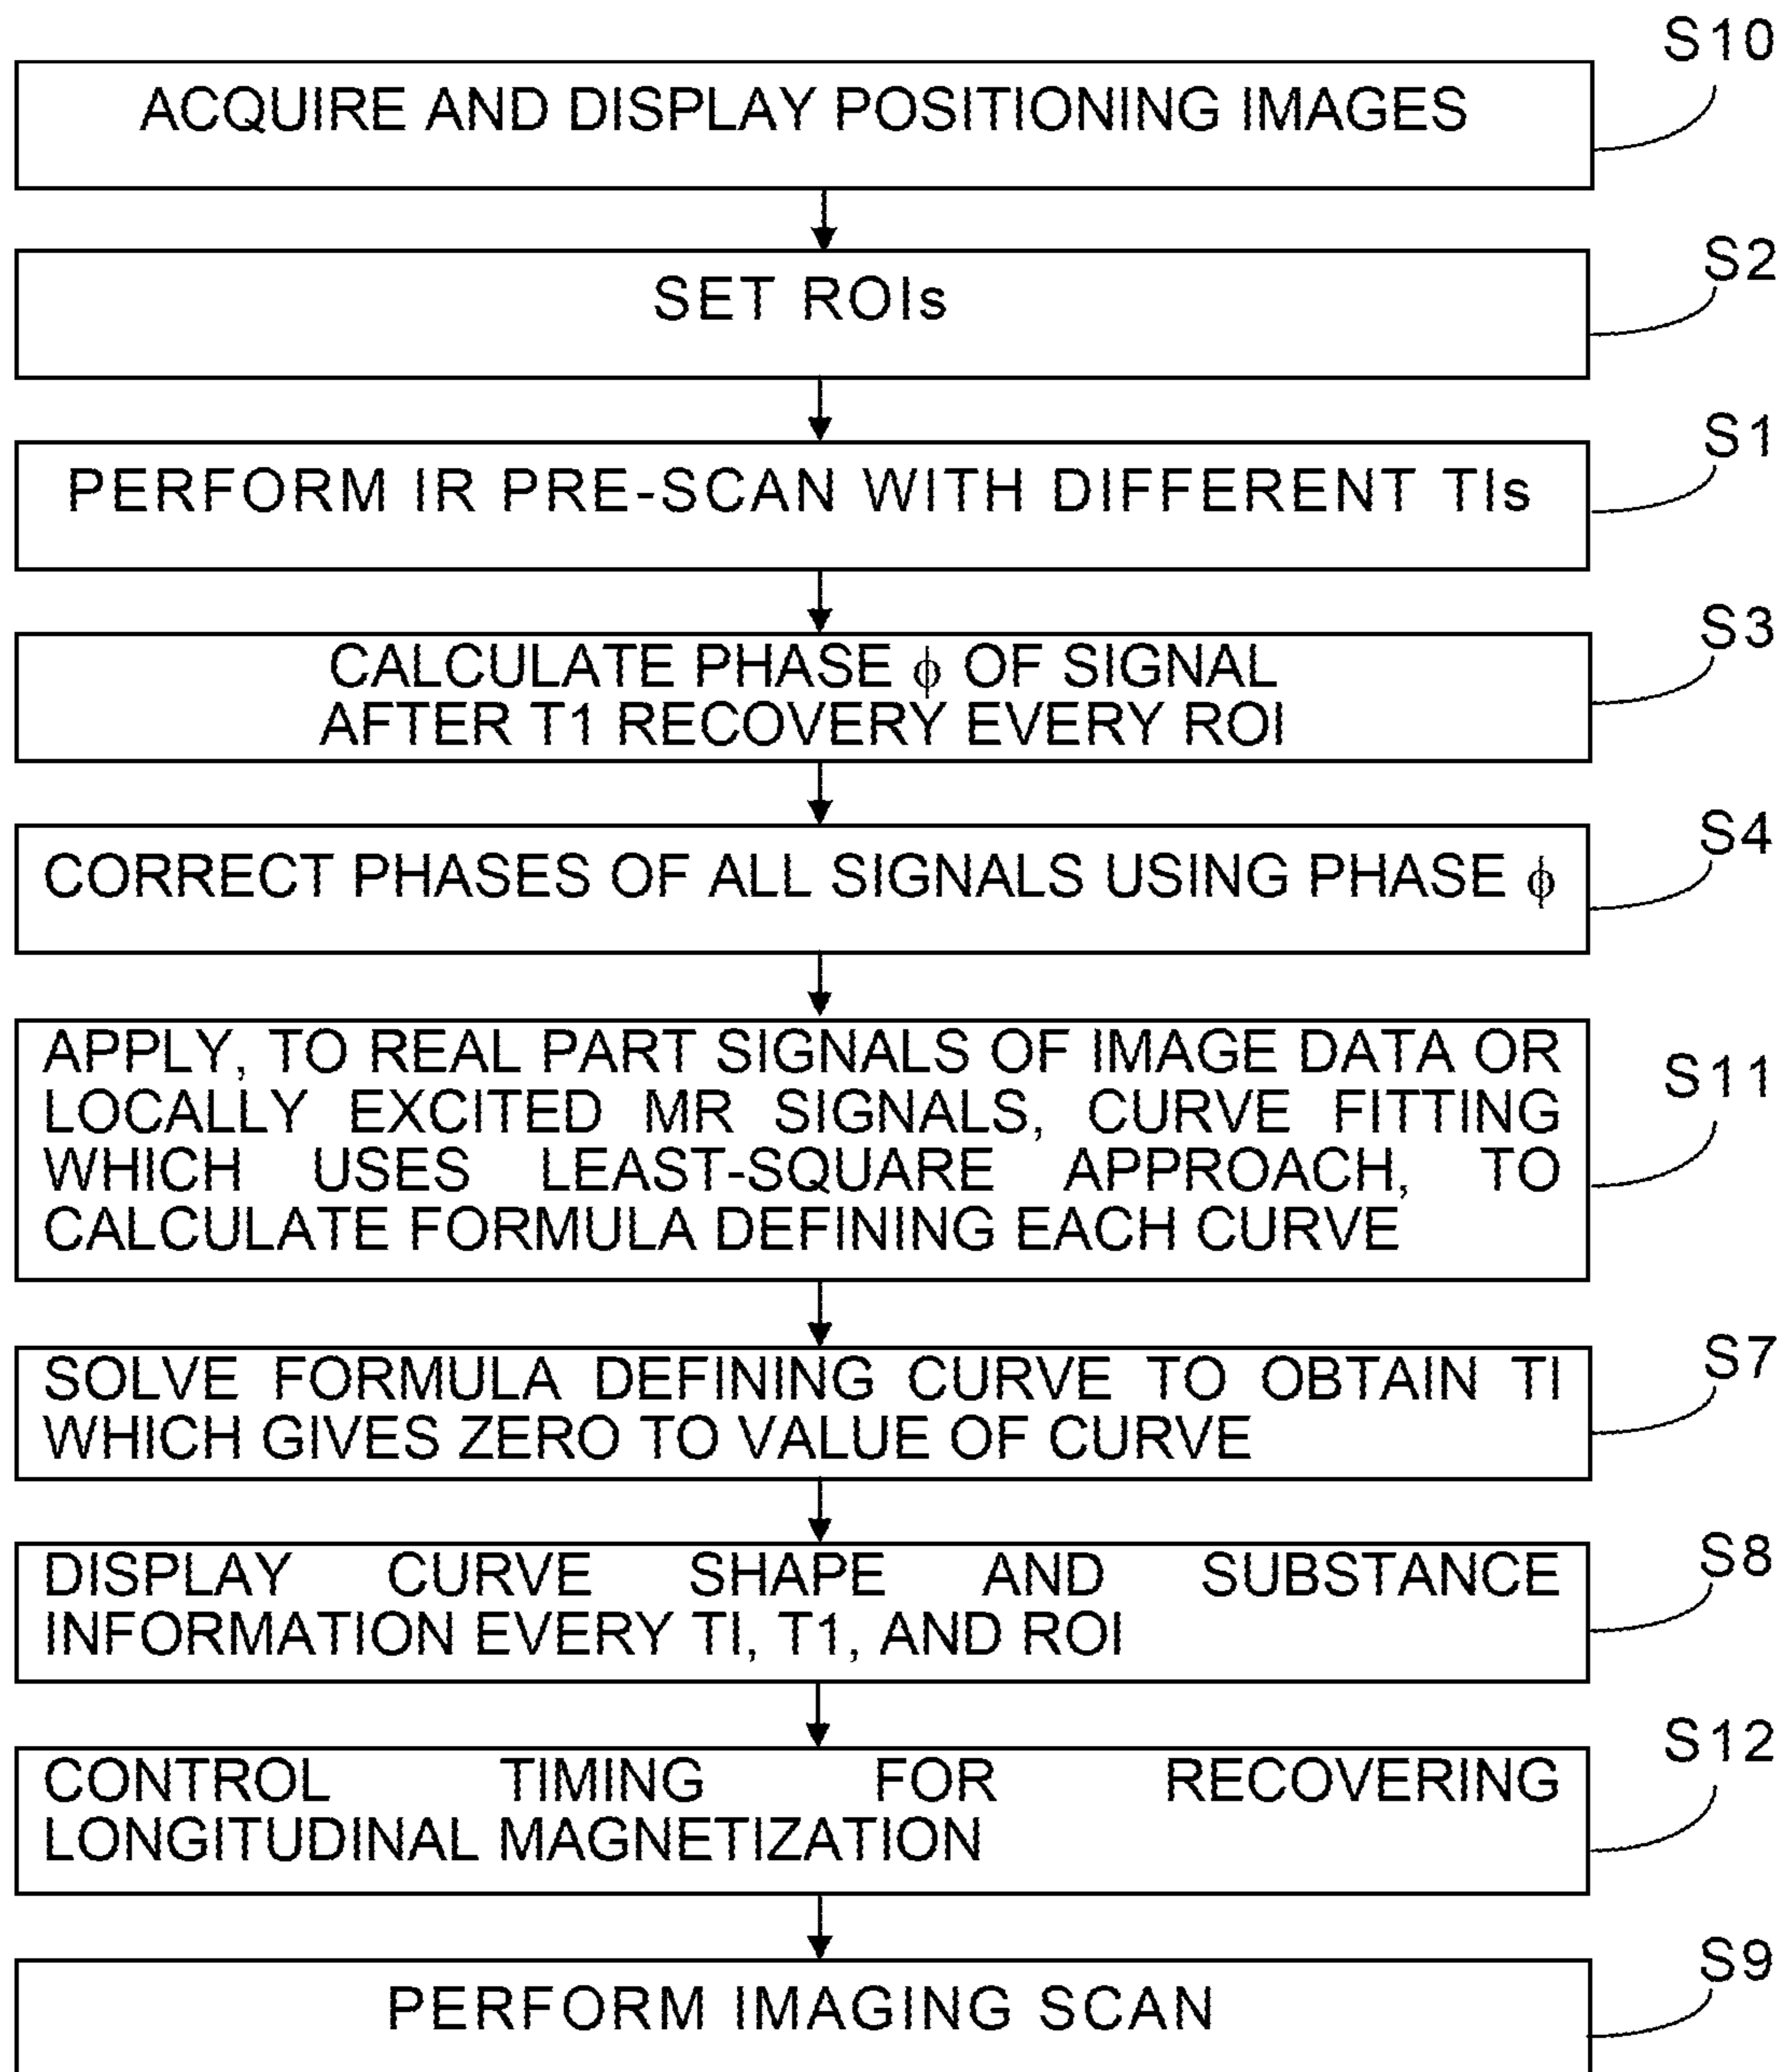 S10
ACQUIRE AND DISPLAY POSITIONING IMAGES
S2
SET ROIs
S1
PERFORM IR PRE-SCAN WITH DIFFERENT TIs
S3
CALCULATE PHASE ϕ OF SIGNAL
AFTER T1 RECOVERY EVERY ROI
S4
CORRECT PHASES OF ALL SIGNALS USING PHASE ϕ
S11
APPLY, TO REAL PART SIGNALS OF IMAGE DATA OR
LOCALLY EXCITED MR SIGNALS, CURVE FITTING
WHICH USES LEAST-SQUARE APPROACH, TO
CALCULATE FORMULA DEFINING EACH CURVE
S7
SOLVE FORMULA DEFINING CURVE TO OBTAIN TI
WHICH GIVES ZERO TO VALUE OF CURVE
S8
DISPLAY CURVE SHAPE AND SUBSTANCE
INFORMATION EVERY TI, T1, AND ROI
S12
CONTROL TIMING FOR RECOVERING
LONGITUDINAL MAGNETIZATION
S9
PERFORM IMAGING SCAN